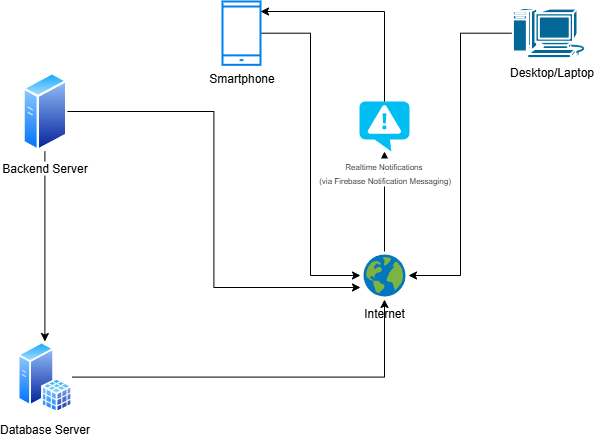 Smartphone
Desktop/Laptop
Backend Server
Realtime Notifications
(via Firebase Notification Messaging)
Internet
Database Server